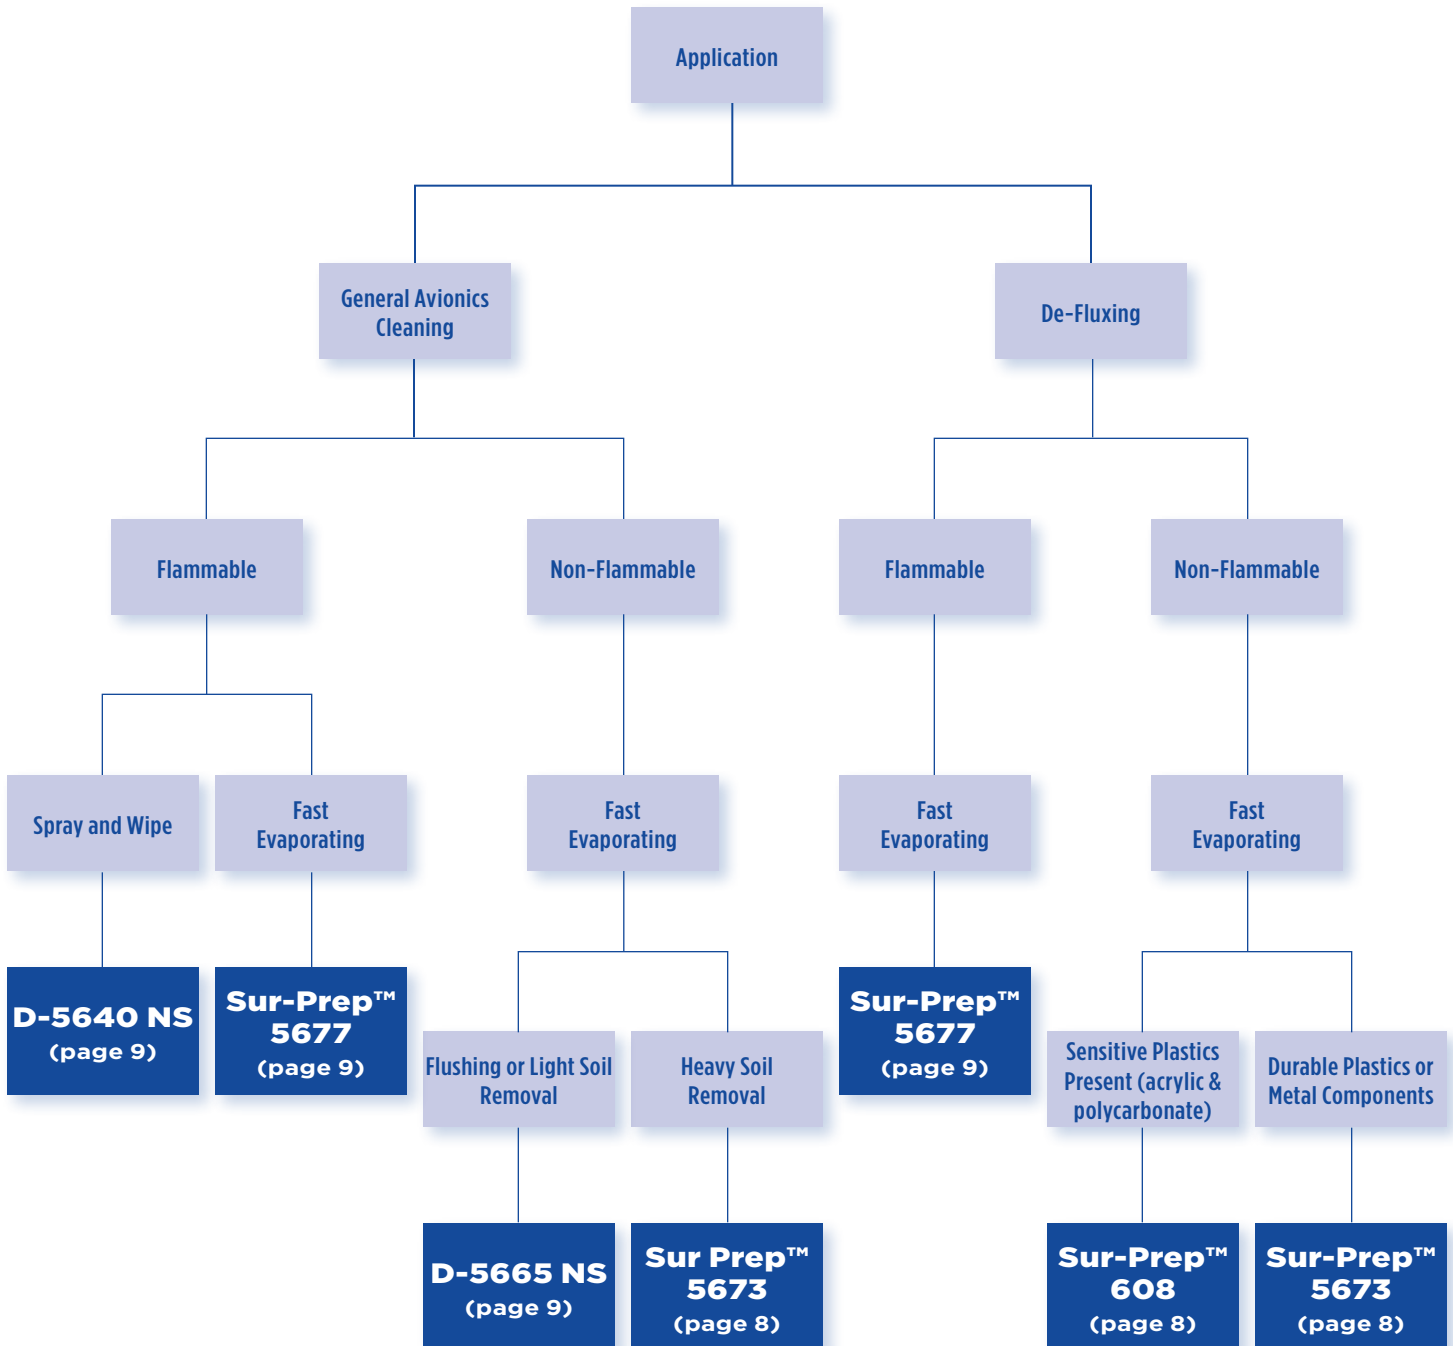 Application
General Avionics
Cleaning
De-Fluxing
Flammable
Non-Flammable
Flammable
Non-Flammable
Spray and Wipe
Fast
Evaporating
Fast
Evaporating
Fast
Evaporating
Fast
Evaporating
D-5640 NS
(page 9)
Sur-Prep™
5677
(page 9)
Flushing or Light Soil
Removal
Heavy Soil
Removal
Sur-Prep™
5677
(page 9)
Sensitive Plastics
Present (acrylic &
polycarbonate)
Durable Plastics or
Metal Components
D-5665 NS
(page 9)
Sur Prep™
5673
(page 8)
Sur-Prep™
608
(page 8)
Sur-Prep™
5673
(page 8)